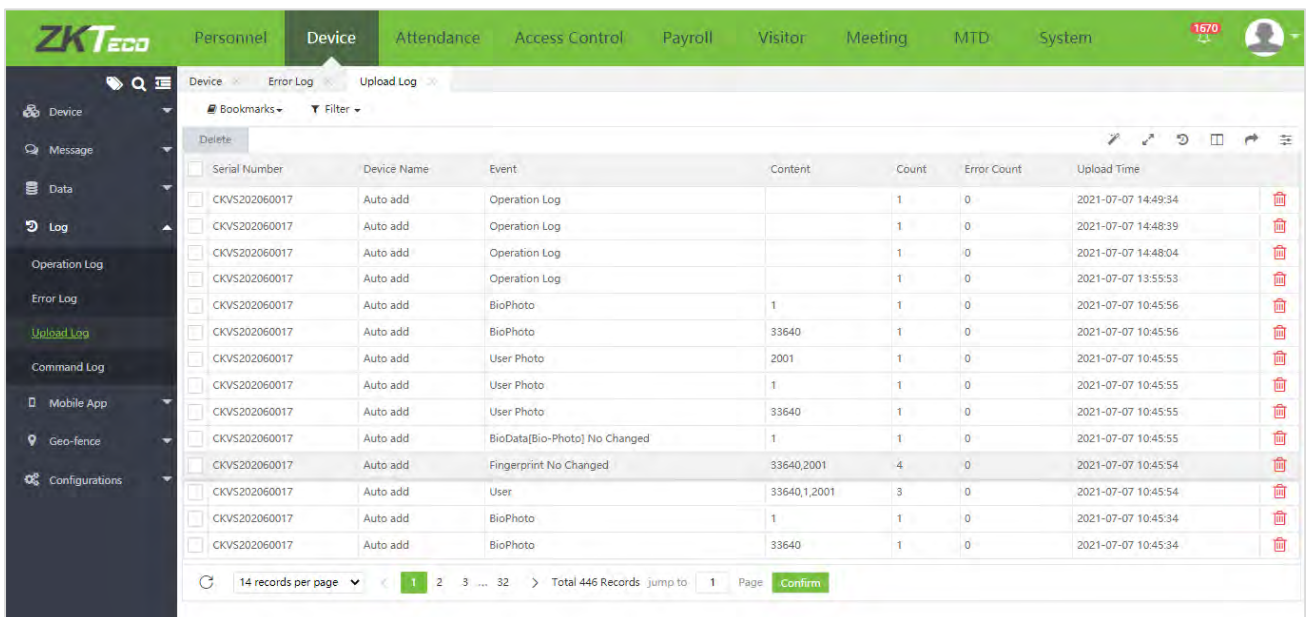 ZKTeco Personnel Device Attendance Access Control Payroll Visitor Meeting MTD System 1670
Device Error Log Upload Log
Bookmarks Filter
Device
Message
Data
Log
Operation Log
Error Log
Upload Log
Command Log
Mobile App
Geo-fence
Configurations
Delete
Serial Number Device Name Event Content Count Error Count Upload Time
CKVS202060017 Auto add Operation Log 1 0 2021-07-07 14:49:34
CKVS202060017 Auto add Operation Log 1 0 2021-07-07 14:48:39
CKVS202060017 Auto add Operation Log 1 0 2021-07-07 14:48:04
CKVS202060017 Auto add Operation Log 1 0 2021-07-07 13:55:53
CKVS202060017 Auto add BioPhoto 1 1 0 2021-07-07 10:45:56
CKVS202060017 Auto add BioPhoto 33640 1 0 2021-07-07 10:45:56
CKVS202060017 Auto add User Photo 2001 1 0 2021-07-07 10:45:55
CKVS202060017 Auto add User Photo 1 1 0 2021-07-07 10:45:55
CKVS202060017 Auto add User Photo 33640 1 0 2021-07-07 10:45:55
CKVS202060017 Auto add BioData[Bio-Photo] No Changed 1 1 0 2021-07-07 10:45:55
CKVS202060017 Auto add Fingerprint No Changed 33640,2001 4 0 2021-07-07 10:45:54
CKVS202060017 Auto add User 33640,1,2001 3 0 2021-07-07 10:45:54
CKVS202060017 Auto add BioPhoto 1 1 0 2021-07-07 10:45:34
CKVS202060017 Auto add BioPhoto 33640 1 0 2021-07-07 10:45:34
14 records per page < 1 2 3 ... 32 > Total 446 Records jump to 1 Page Confirm